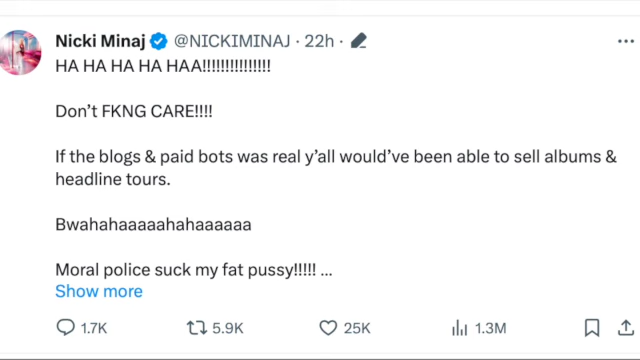 Nicki Minaj @NICKIMINAJ · 22h ·
HA HA HA HA HAA!!!!!!!!!!!!!!!
Don’t FKNG CARE!!!!
If the blogs & paid bots was real y’all would’ve been able to sell albums &
headline tours.
Bwahahaaaaahahaaaaaa
Moral police suck my fat pussy!!!!! ...
Show more
1.7K 5.9K 25K 1.3M